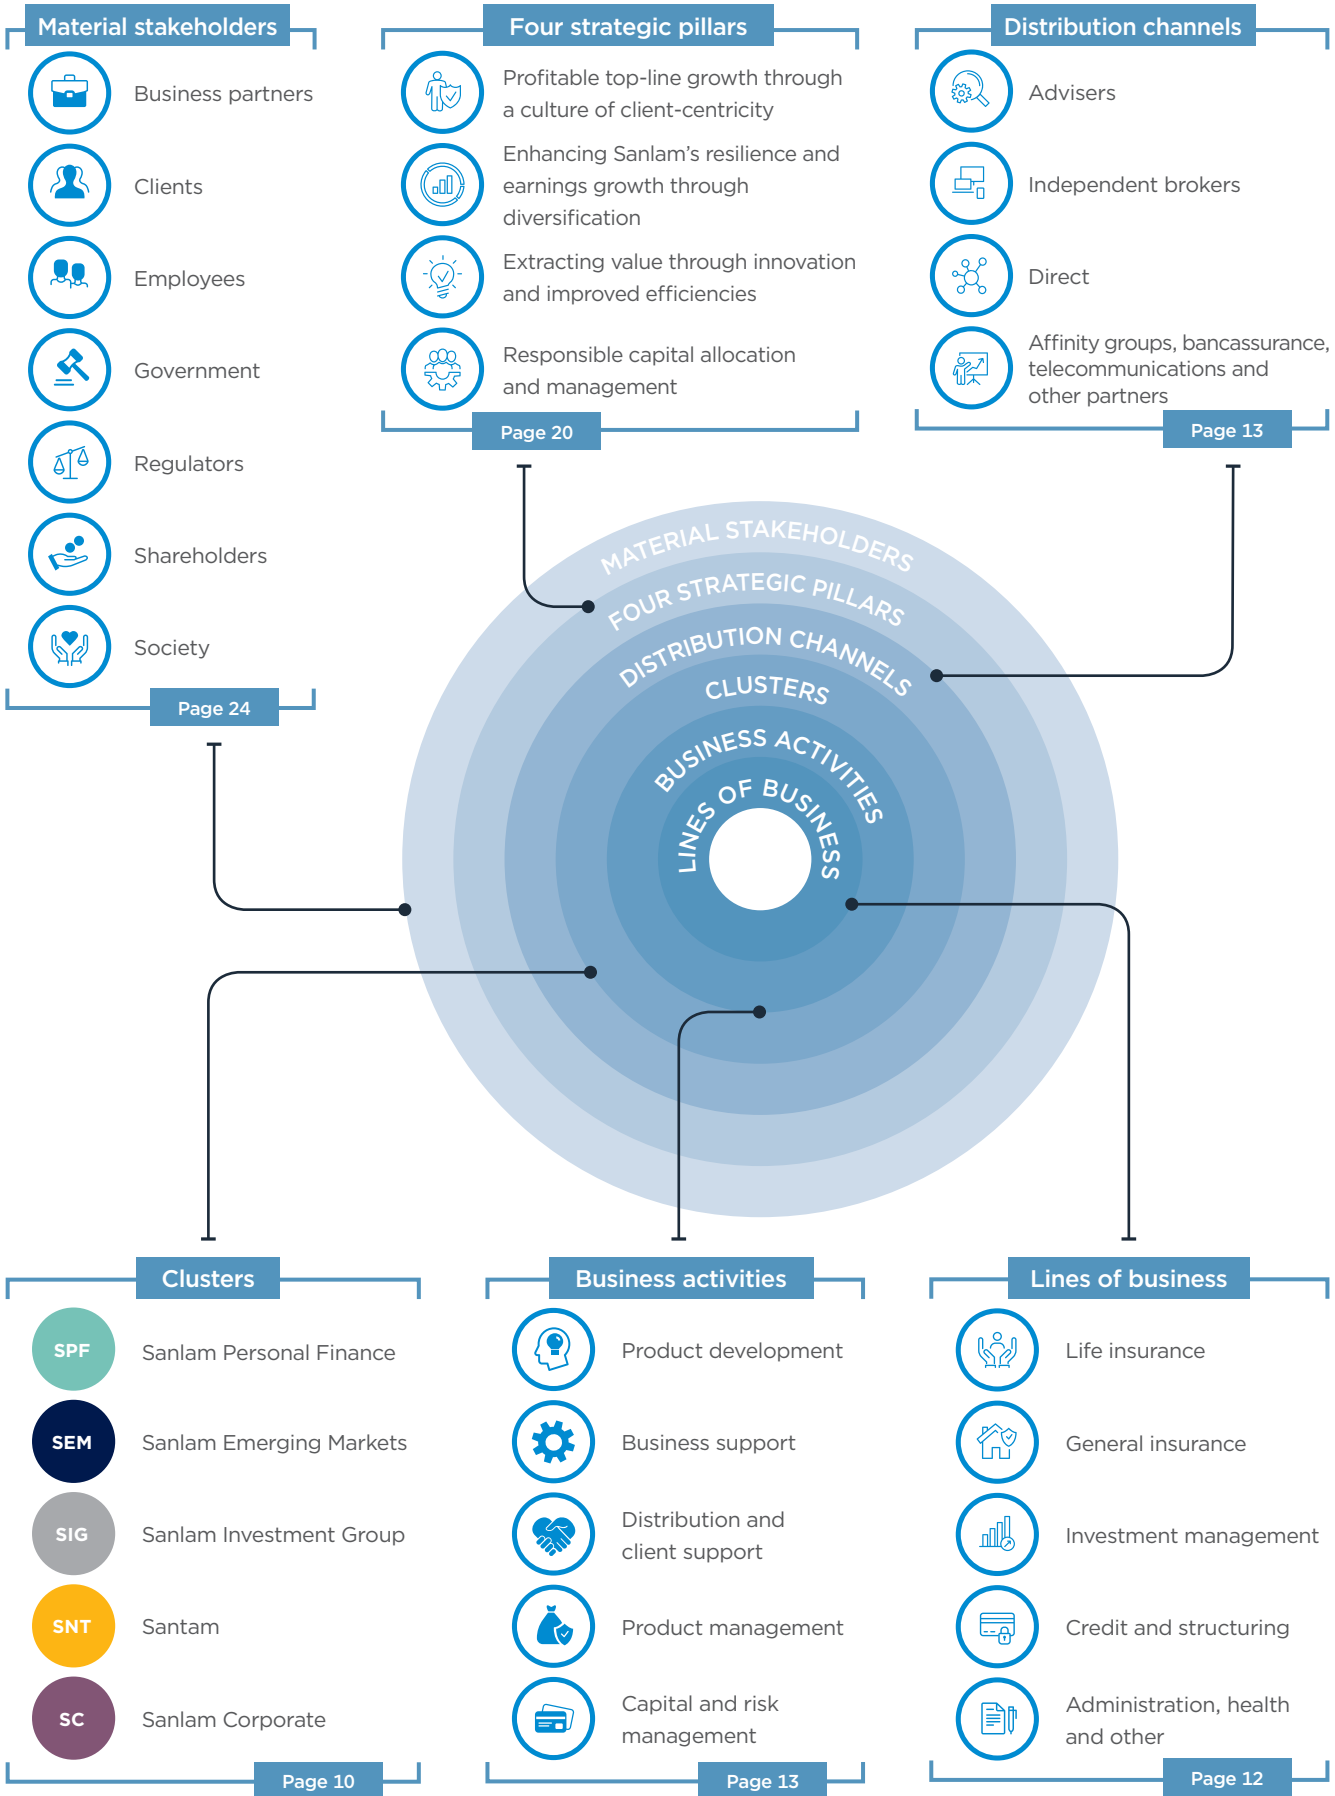 Material stakeholders
Business partners
Clients
Employees
Government
Regulators
Shareholders
Society
Page 24
Four strategic pillars
Profitable top-line growth through
a culture of client-centricity
Enhancing Sanlam's resilience and
earnings growth through
diversification
Extracting value through innovation
and improved efficiencies
Responsible capital allocation
and management
Page 20
Distribution channels
Advisers
Independent brokers
Direct
Affinity groups, bancassurance,
telecommunications and
other partners
Page 13
MATERIAL STAKEHOLDERS
FOUR STRATEGIC PILLARS
DISTRIBUTION CHANNELS
CLUSTERS
BUSINESS ACTIVITIES
LINES OF BUSINESS
Clusters
SPF Sanlam Personal Finance
SEM Sanlam Emerging Markets
SIG Sanlam Investment Group
SNT Santam
SC Sanlam Corporate
Page 10
Business activities
Product development
Business support
Distribution and
client support
Product management
Capital and risk
management
Page 13
Lines of business
Life insurance
General insurance
Investment management
Credit and structuring
Administration, health
and other
Page 12